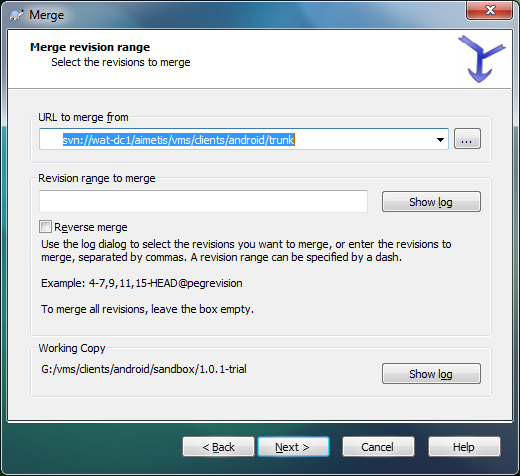 Merge
Merge revision range
Select the revisions to merge
URL to merge from
svn://wat-dc1/aimetis/vms/clients/android/trunk
...
Revision range to merge
Show log
Reverse merge
Use the log dialog to select the revisions you want to merge, or enter the revisions to
merge, separated by commas. A revision range can be specified by a dash.
Example: 4-7,9,11,15-HEAD@pegrevision
To merge all revisions, leave the box empty.
Working Copy
G:/vms/clients/android/sandbox/1.0.1-trial
Show log
< Back
Next >
Cancel
Help